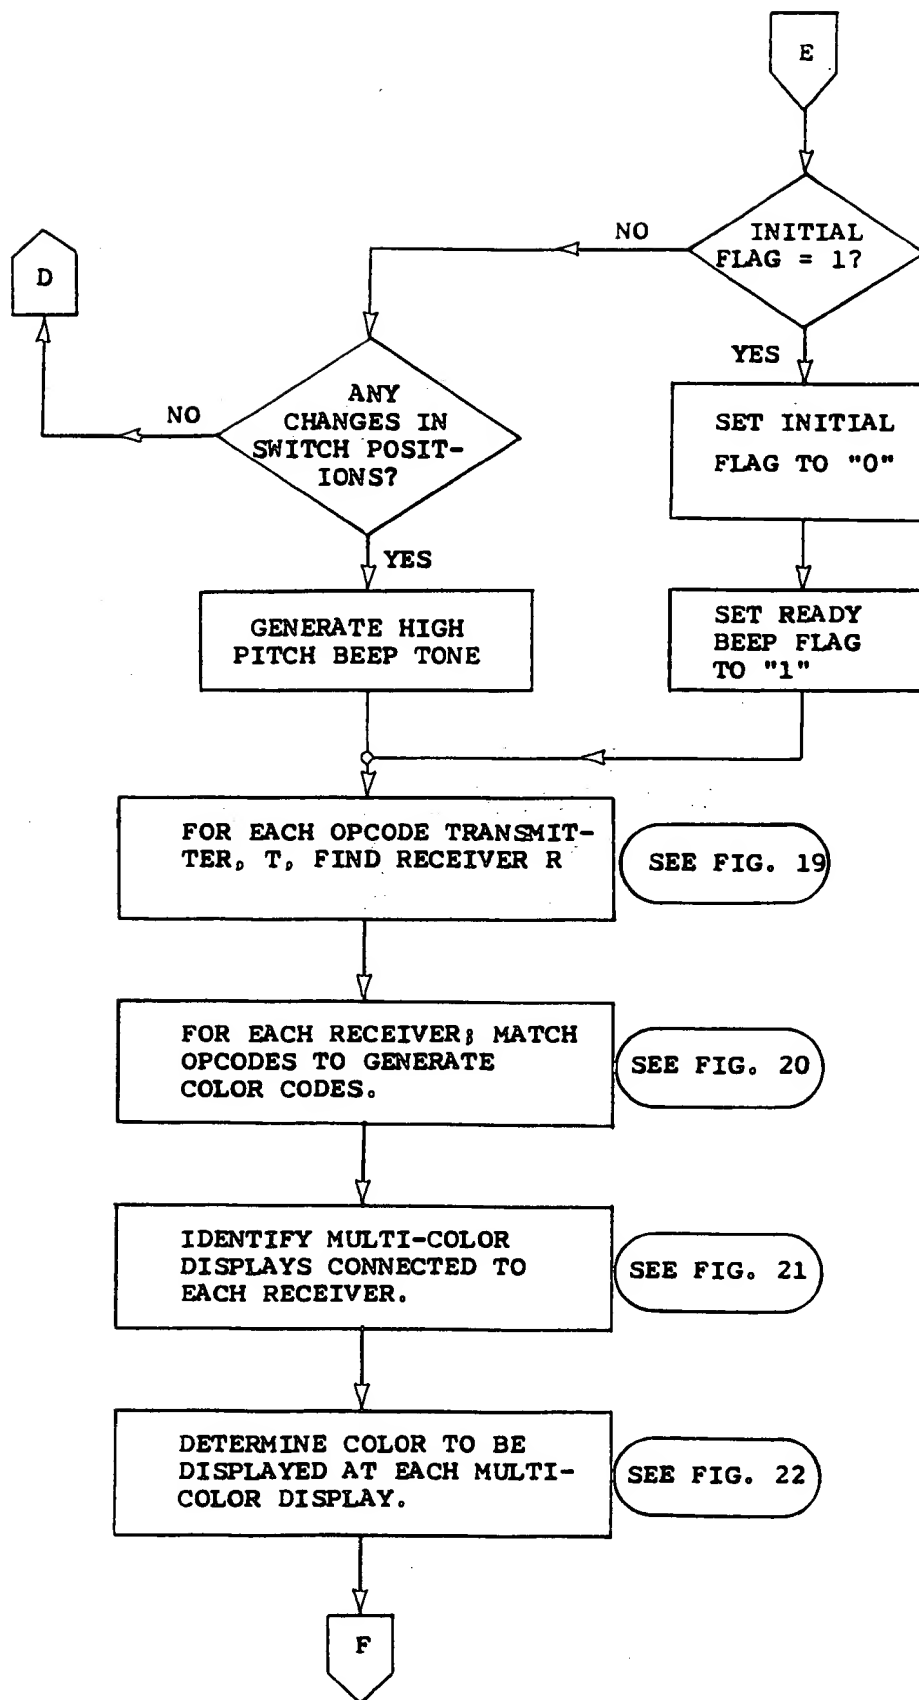 E
INITIAL
FLAG = 1?
NO
D
YES
ANY
CHANGES IN
SWITCH POSIT-
IONS?
NO
SET INITIAL
FLAG TO "0"
YES
GENERATE HIGH
PITCH BEEP TONE
SET READY
BEEP FLAG
TO "1"
FOR EACH OPCODE TRANSMIT-
TER, T, FIND RECEIVER R
SEE FIG. 19
FOR EACH RECEIVER; MATCH
OPCODES TO GENERATE
COLOR CODES.
SEE FIG. 20
IDENTIFY MULTI-COLOR
DISPLAYS CONNECTED TO
EACH RECEIVER.
SEE FIG. 21
DETERMINE COLOR TO BE
DISPLAYED AT EACH MULTI-
COLOR DISPLAY.
SEE FIG. 22
F